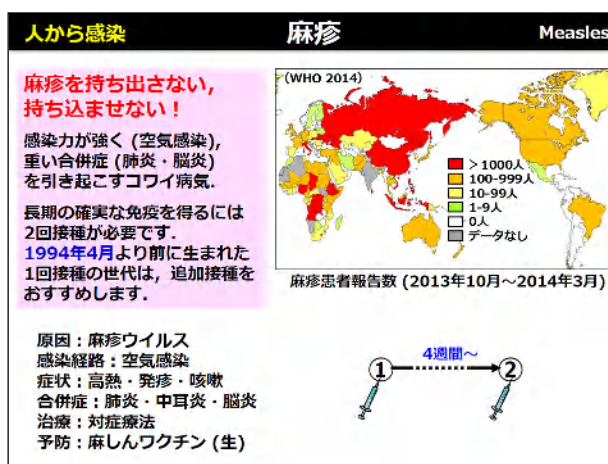 人から感染 麻疹 Measles
麻疹を持ち出さない,
持ち込ませない！
感染力が強く (空気感染),
重い合併症 (肺炎・脳炎)
を引き起こすコワイ病気.
長期の確実な免疫を得るには
2回接種が必要です.
1994年4月より前に生まれた
1回接種の世代は, 追加接種を
おすすめします.
(WHO 2014)
＞1000人
100-999人
10-99人
1-9人
0人
データなし
麻疹患者報告数 (2013年10月～2014年3月)
原因：麻疹ウイルス
感染経路：空気感染
症状：高熱・発疹・咳嗽
合併症：肺炎・中耳炎・脳炎
治療：対症療法
予防：麻しんワクチン (生)
4週間～
① ②